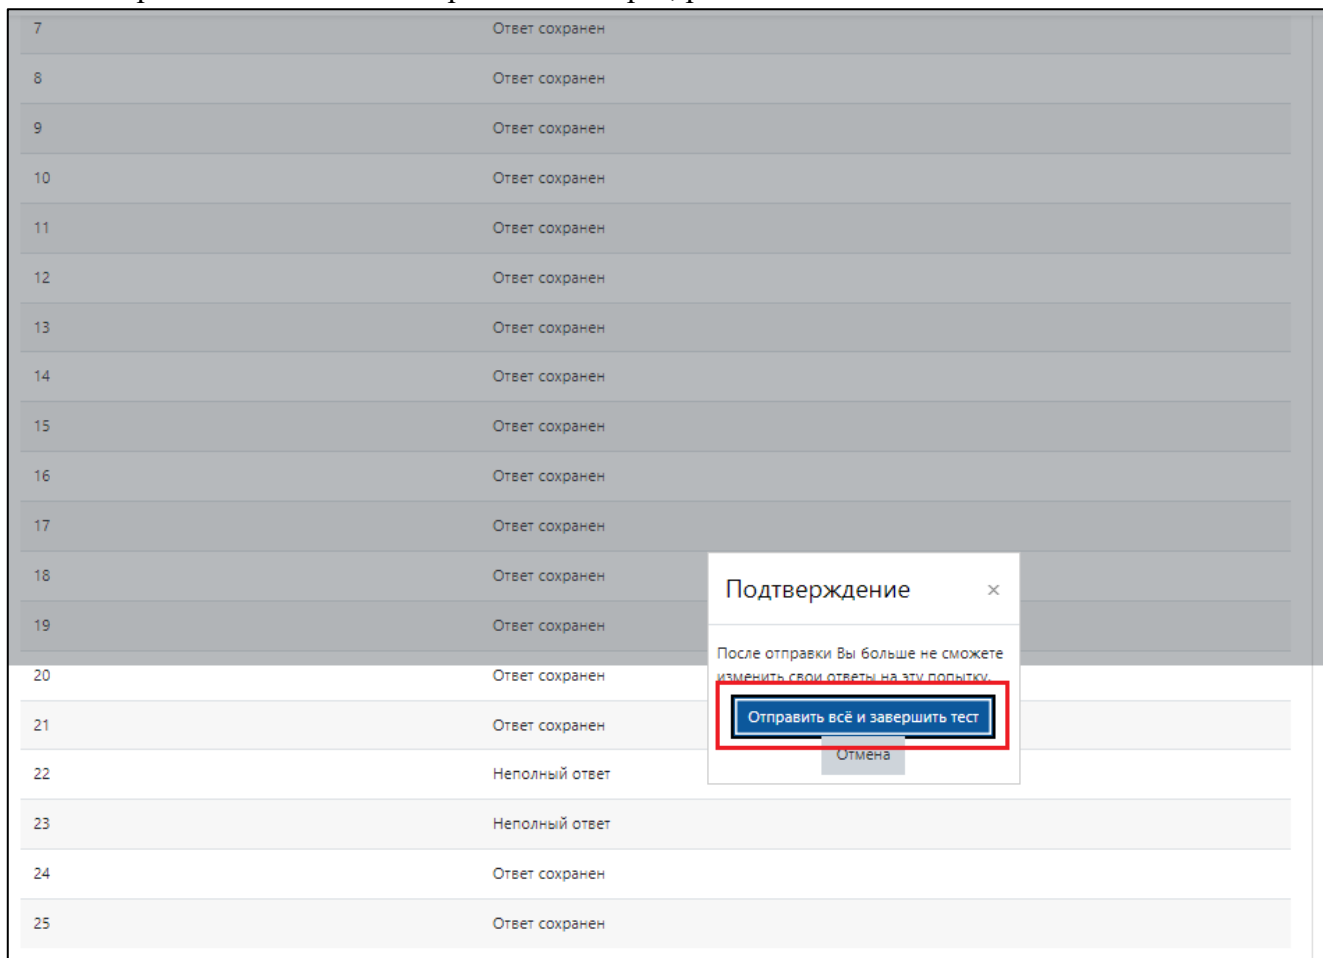 7 Ответ сохранен
8 Ответ сохранен
9 Ответ сохранен
10 Ответ сохранен
11 Ответ сохранен
12 Ответ сохранен
13 Ответ сохранен
14 Ответ сохранен
15 Ответ сохранен
16 Ответ сохранен
17 Ответ сохранен
18 Ответ сохранен
19 Ответ сохранен
20 Ответ сохранен
21 Ответ сохранен
22 Неполный ответ
23 Неполный ответ
24 Ответ сохранен
25 Ответ сохранен
Подтверждение ×
После отправки Вы больше не сможете
изменить свои ответы на эту попытку.
Отправить всё и завершить тест
Отмена